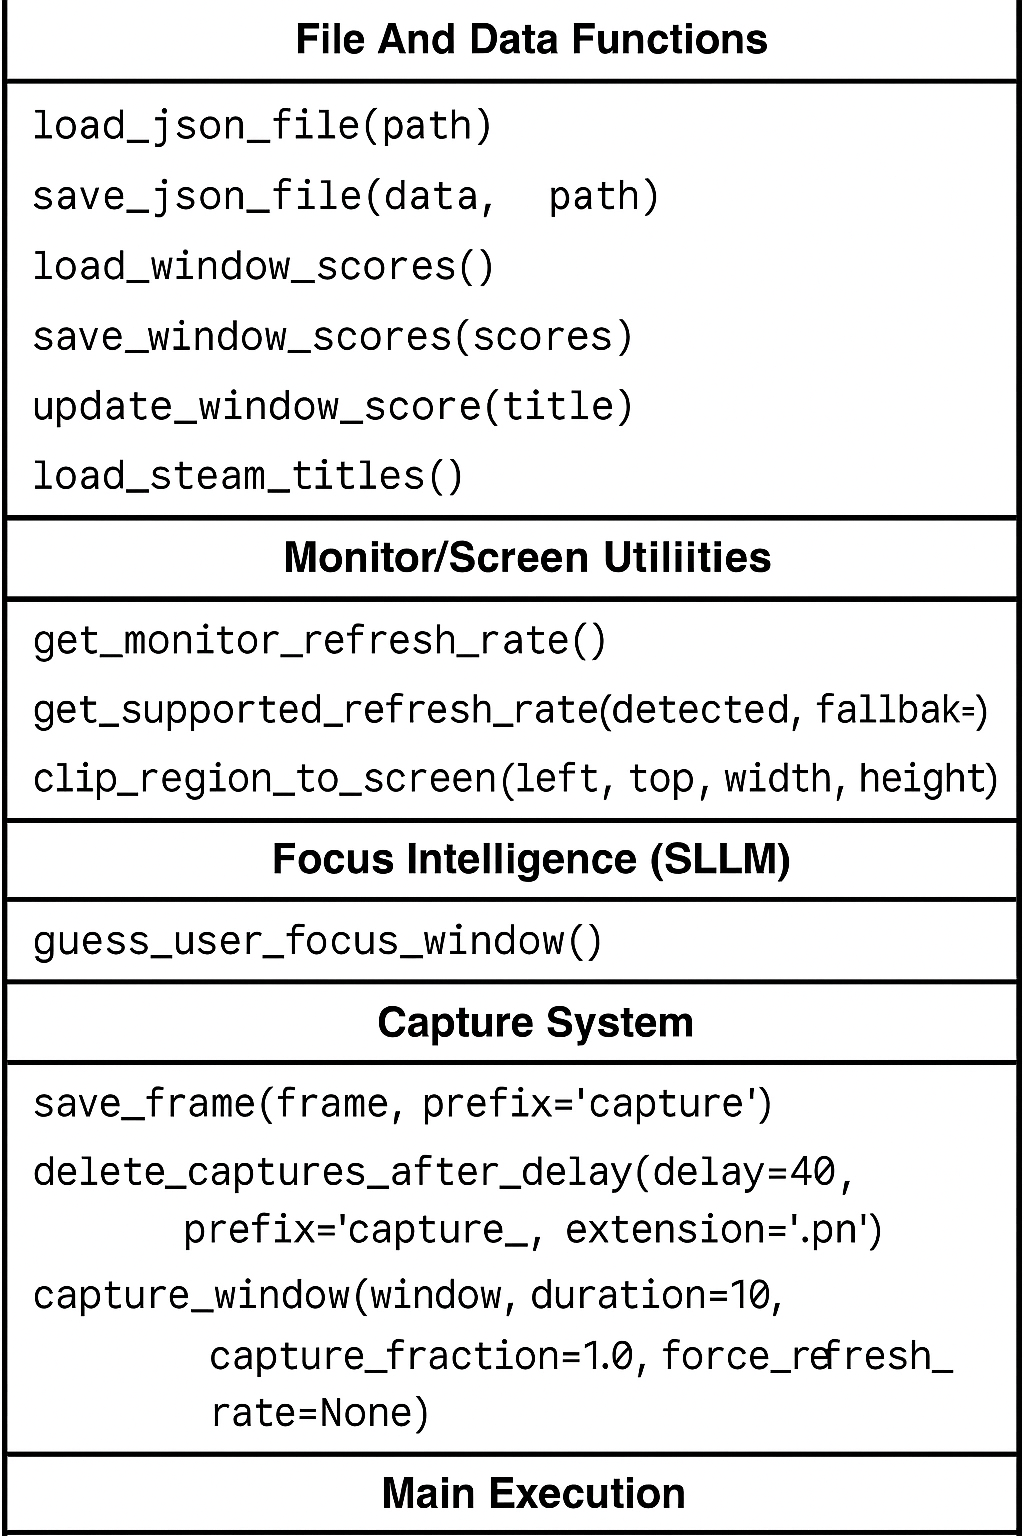 File And Data Functions
load_json_file(path)
save_json_file(data, path)
load_window_scores()
save_window_scores(scores)
update_window_score(title)
load_steam_titles()
Monitor/Screen Utiliities
get_monitor_refresh_rate()
get_supported_refresh_rate(detected, fallbak=)
clip_region_to_screen(left, top, width, height)
Focus Intelligence (SLLM)
guess_user_focus_window()
Capture System
save_frame(frame, prefix='capture')
delete_captures_after_delay(delay=40,
prefix='capture_, extension='.pn')
capture_window(window, duration=10,
capture_fraction=1.0, force_refresh_
rate=None)
Main Execution